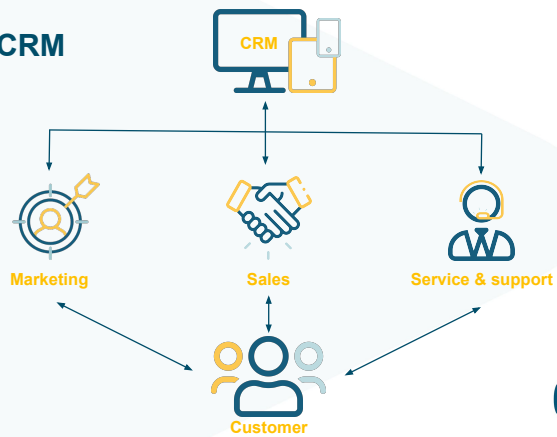 CRM
CRM
Marketing
Sales
Service & support
Customer